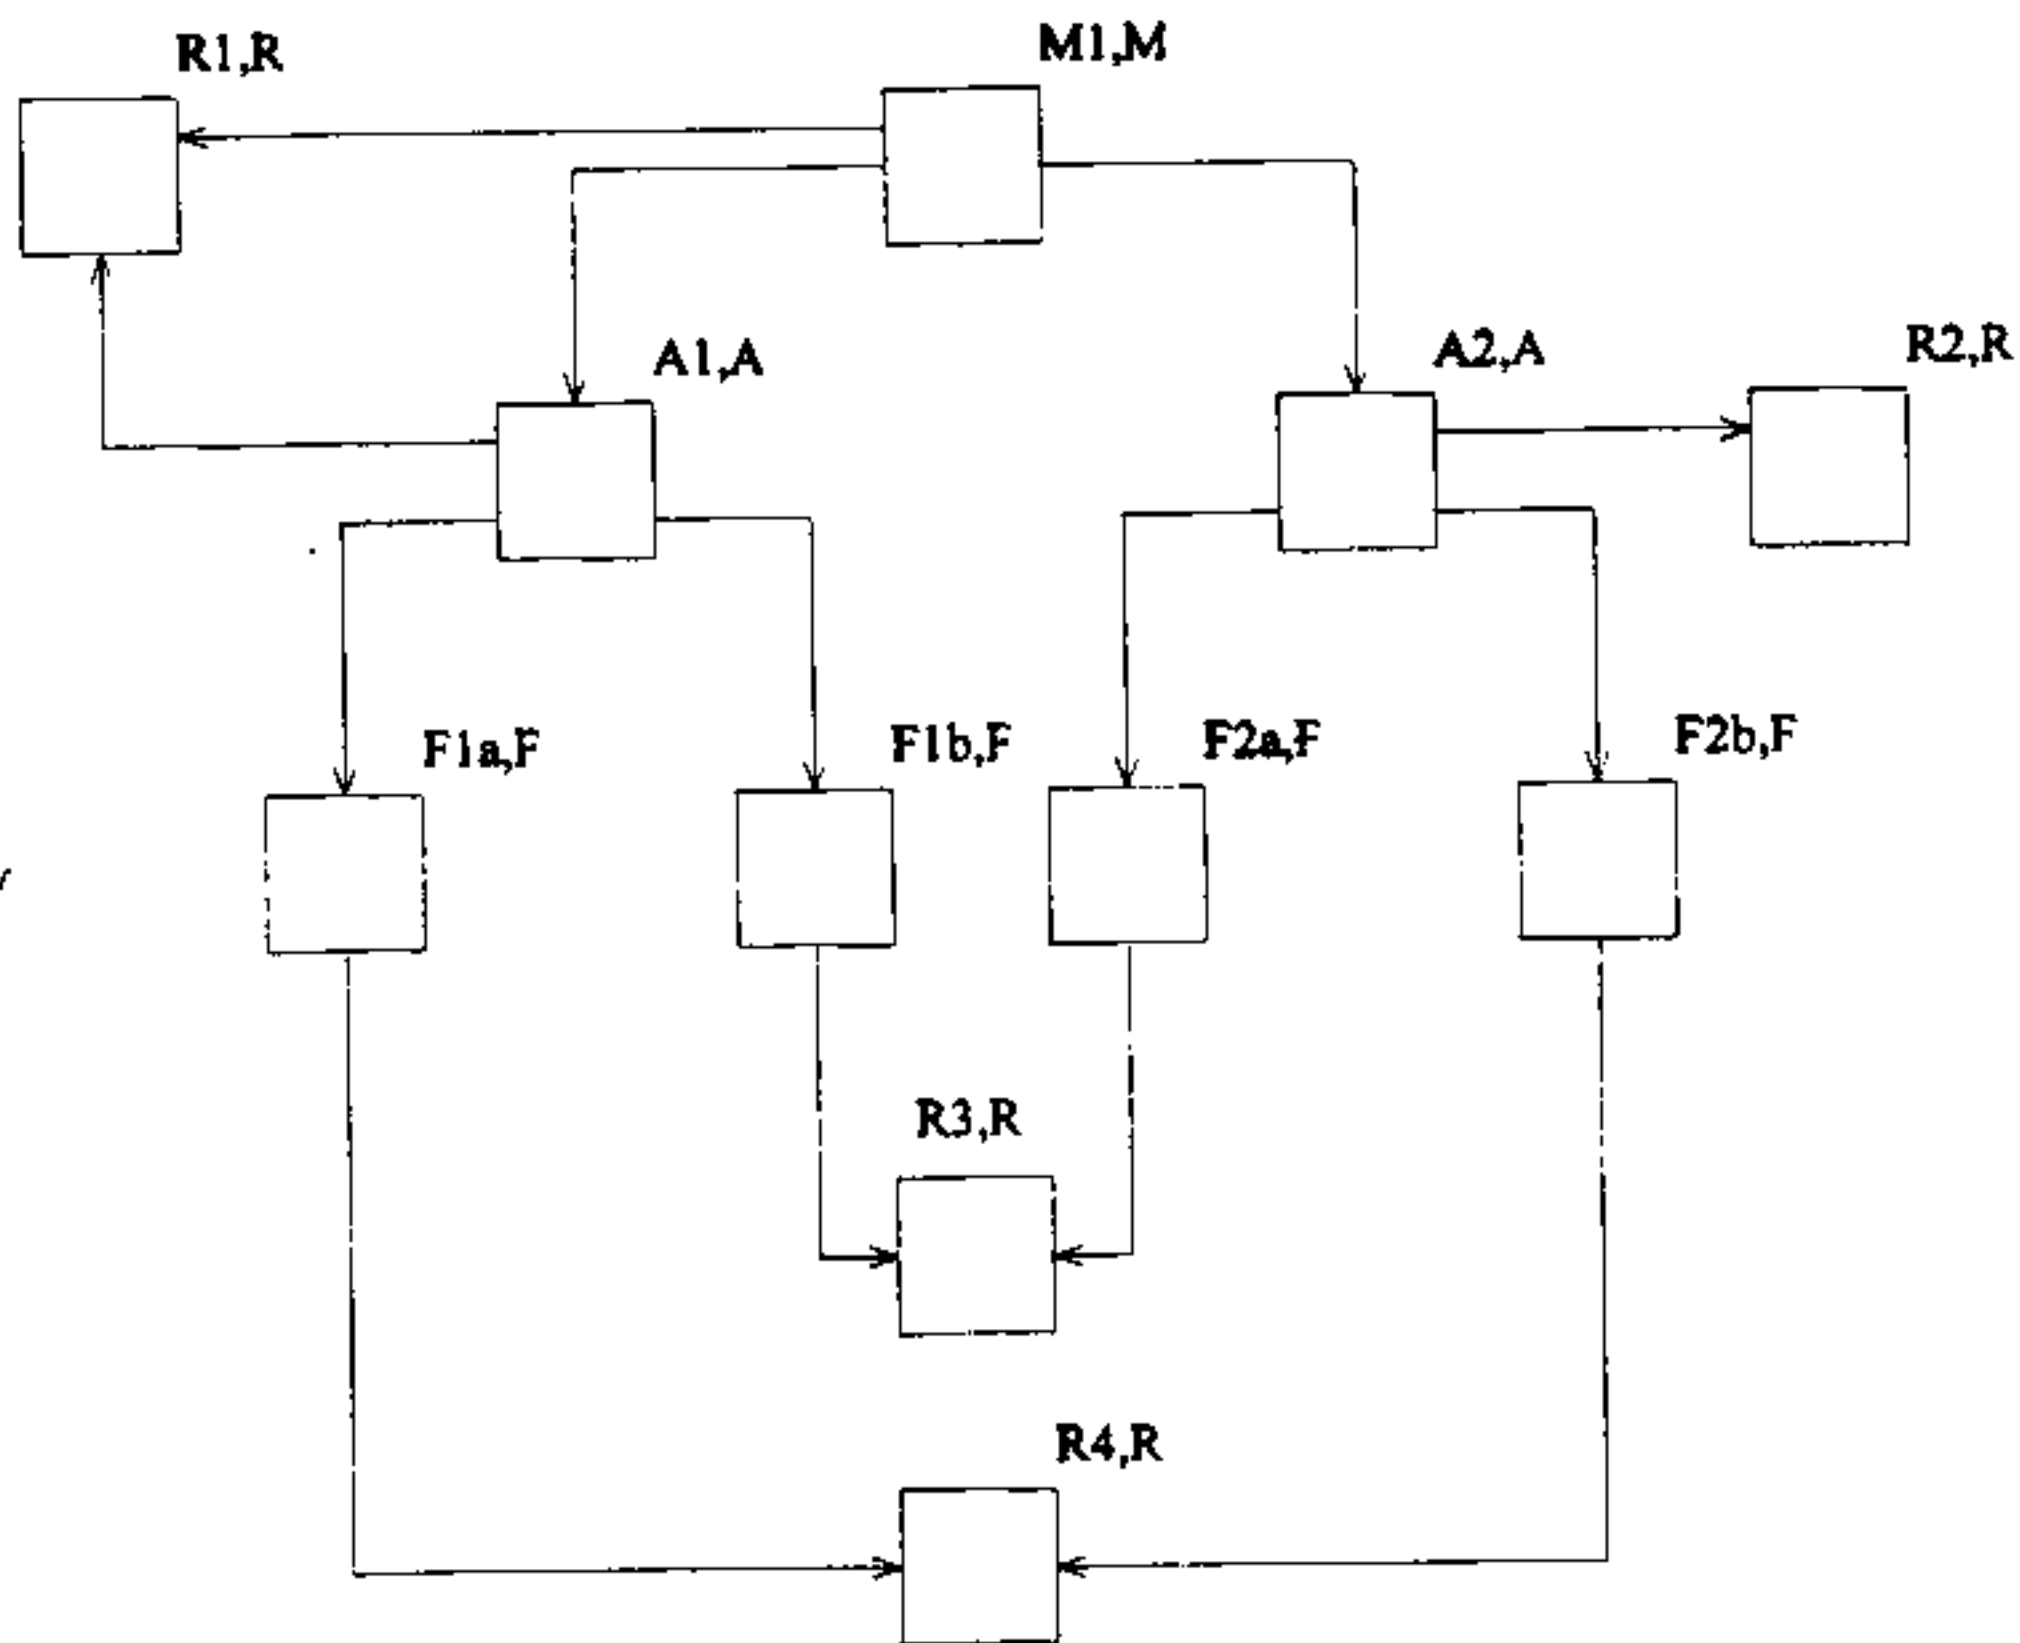 R1,R
M1,M
A1,A
A2,A
R2,R
F1a,F
F1b,F
F2a,F
F2b,F
R3,R
R4,R